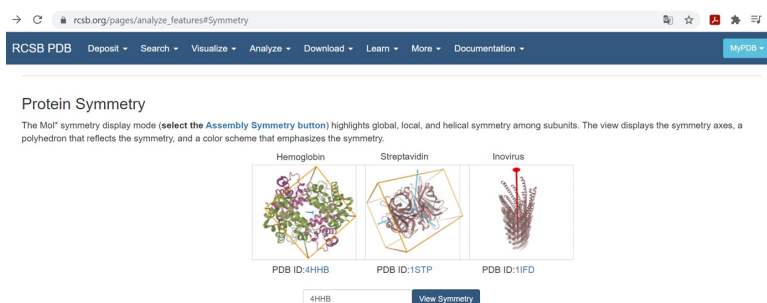 rcsb.org/pages/analyze_features#Symmetry
RCSB PDB Deposit Search Visualize Analyze Download Learn More Documentation MyPDB
Protein Symmetry
The Mol* symmetry display mode (select the Assembly Symmetry button) highlights global, local, and helical symmetry among subunits. The view displays the symmetry axes, a
polyhedron that reflects the symmetry, and a color scheme that emphasizes the symmetry.
Hemoglobin Streptavidin Inovirus
PDB ID:4HHB PDB ID:1STP PDB ID:1IFD
4HHB View Symmetry